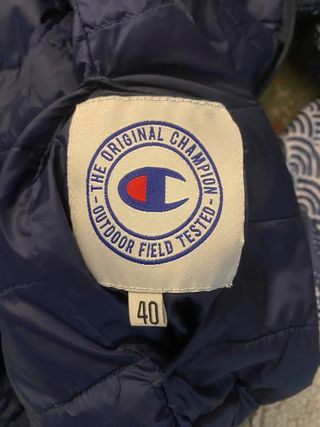 THE ORIGINAL CHAMPION
OUTDOOR FIELD TESTED
40